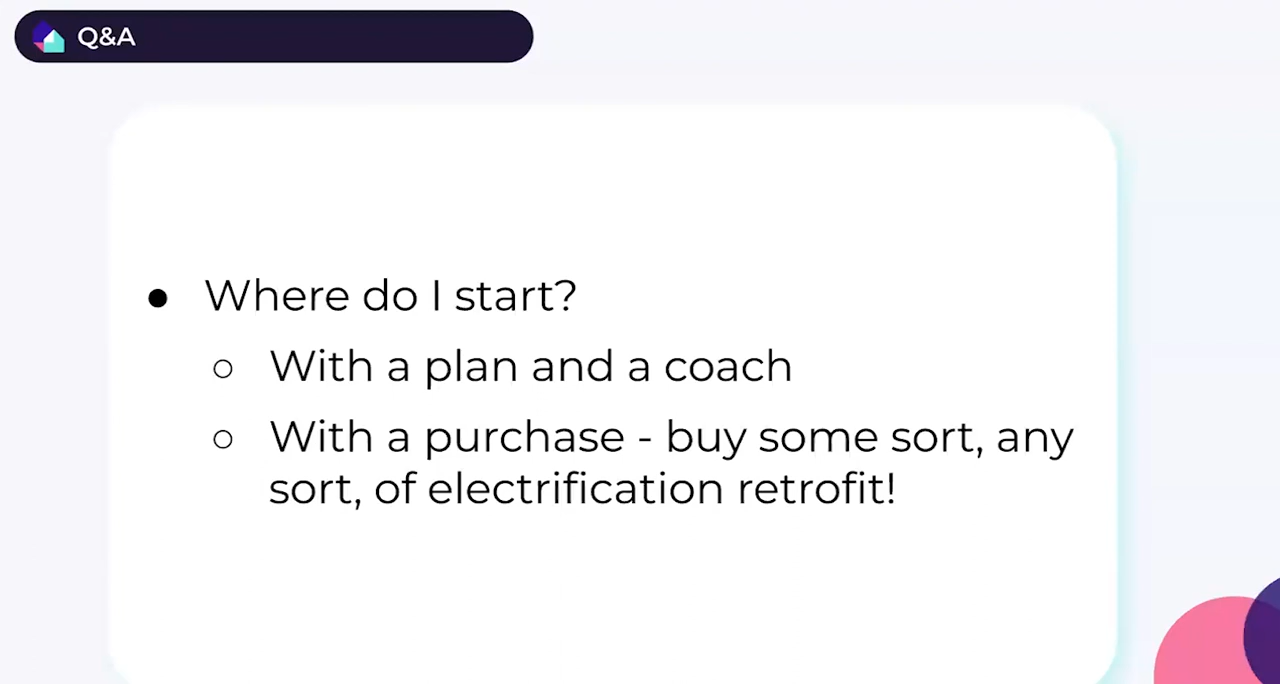 Q&A
● Where do I start?
○ With a plan and a coach
○ With a purchase - buy some sort, any
sort, of electrification retrofit!